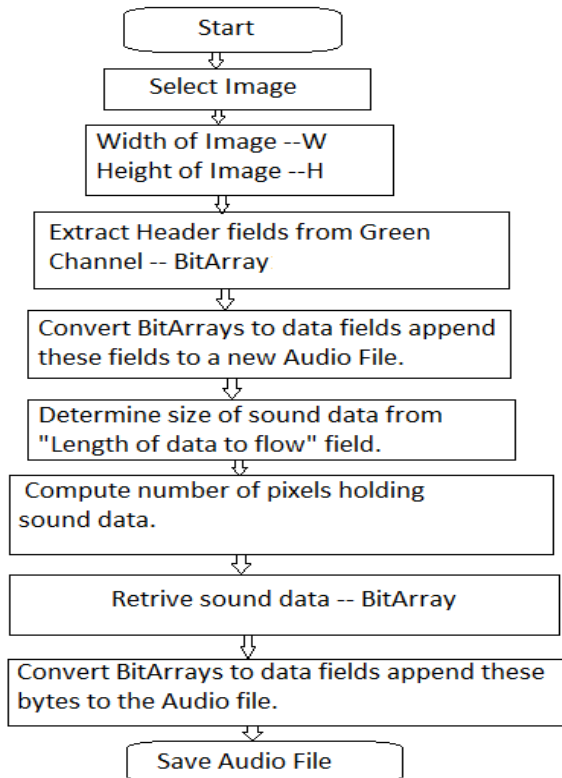 Start
Select Image
Width of Image --W
Height of Image --H
Extract Header fields from Green
Channel -- BitArray
Convert BitArrays to data fields append
these fields to a new Audio File.
Determine size of sound data from
"Length of data to flow" field.
Compute number of pixels holding
sound data.
Retrive sound data -- BitArray
Convert BitArrays to data fields append these
bytes to the Audio file.
Save Audio File